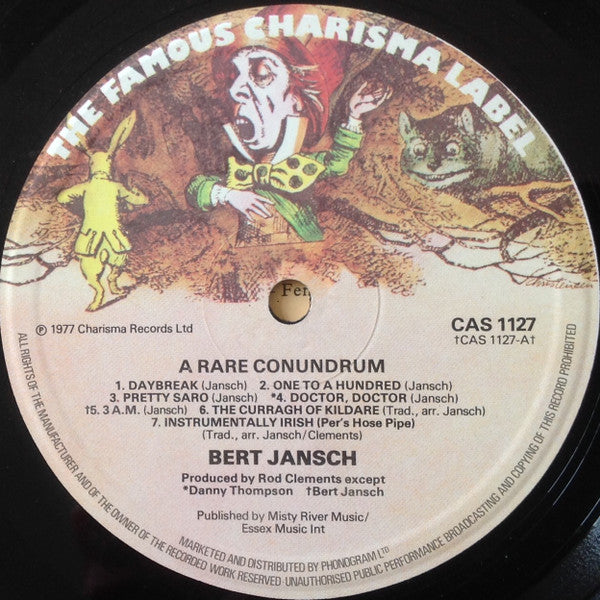 THE FAMOUS CHARISMA LABEL
Fer
℗ 1977 Charisma Records Ltd
CAS 1127
†CAS 1127-A†
A RARE CONUNDRUM
1. DAYBREAK (Jansch) 2. ONE TO A HUNDRED (Jansch)
3. PRETTY SARO (Jansch) *4. DOCTOR, DOCTOR (Jansch)
†5. 3 A.M. (Jansch) 6. THE CURRAGH OF KILDARE (Trad., arr. Jansch)
7. INSTRUMENTALLY IRISH (Per's Hose Pipe)
(Trad., arr. Jansch/Clements)
BERT JANSCH
Produced by Rod Clements except
*Danny Thompson †Bert Jansch
Published by Misty River Music/
Essex Music Int
MARKETED AND DISTRIBUTED BY PHONOGRAM LTD
ALL RIGHTS OF THE MANUFACTURER AND OF THE OWNER OF THE RECORDED WORK RESERVED UNAUTHORISED PUBLIC PERFORMANCE BROADCASTING AND COPYING OF THIS RECORD PROHIBITED
Christensen